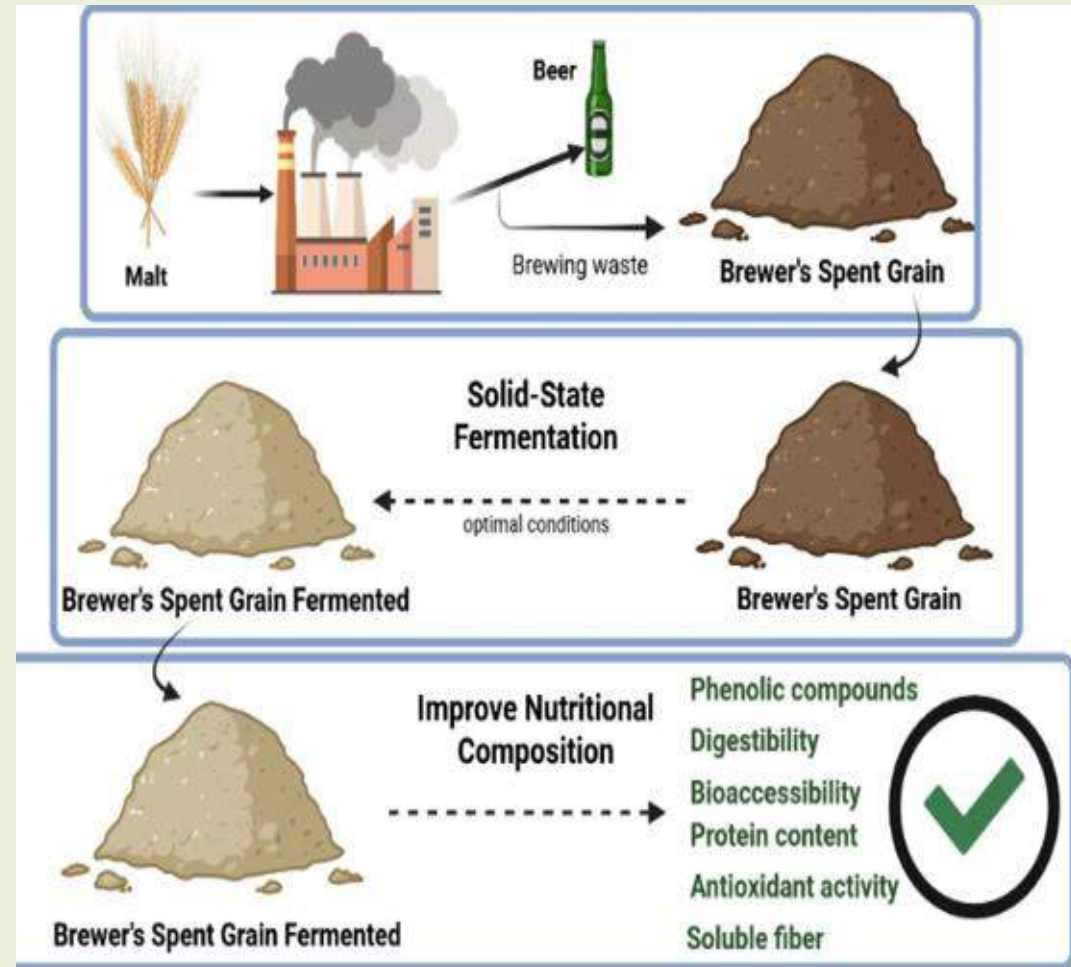 Beer
Malt
Brewing waste
Brewer's Spent Grain
Solid-State
Fermentation
optimal conditions
Brewer's Spent Grain Fermented
Brewer's Spent Grain
Improve Nutritional
Composition
Phenolic compounds
Digestibility
Bioaccessibility
Protein content
Antioxidant activity
Soluble fiber
Brewer's Spent Grain Fermented